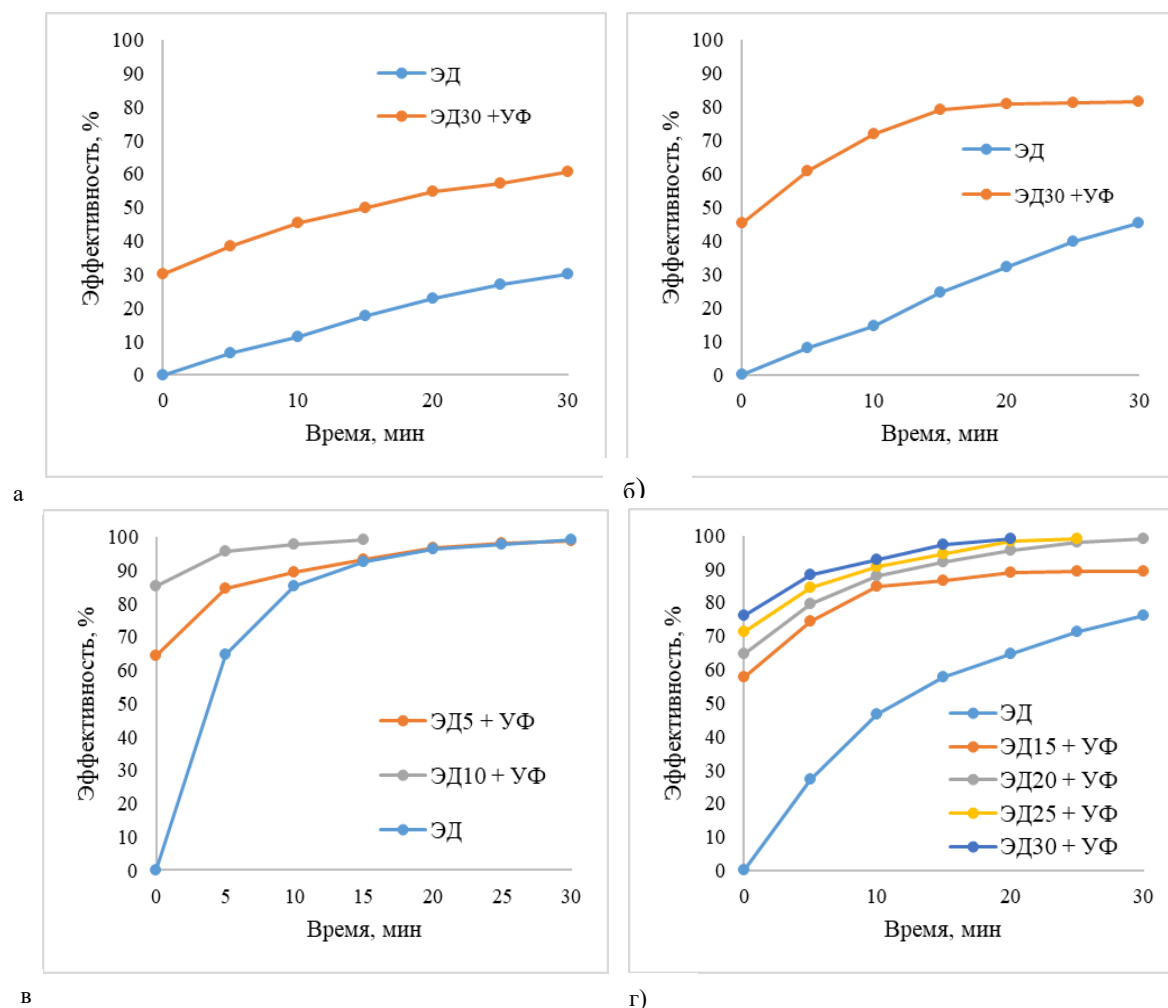 100
90
80
70
60
50
40
30
20
10
0
Эффективность, %
ЭД
ЭД30 +УФ
0 10 20 30
Время, мин
а
100
90
80
70
60
50
40
30
20
10
0
Эффективность, %
ЭД
ЭД30 +УФ
0 10 20 30
Время, мин
б)
100
90
80
70
60
50
40
30
20
10
0
Эффективность, %
ЭД5 + УФ
ЭД10 + УФ
ЭД
0 5 10 15 20 25 30
Время, мин
в
100
90
80
70
60
50
40
30
20
10
0
Эффективность, %
ЭД
ЭД15 + УФ
ЭД20 + УФ
ЭД25 + УФ
ЭД30 + УФ
0 10 20 30
Время, мин
г)